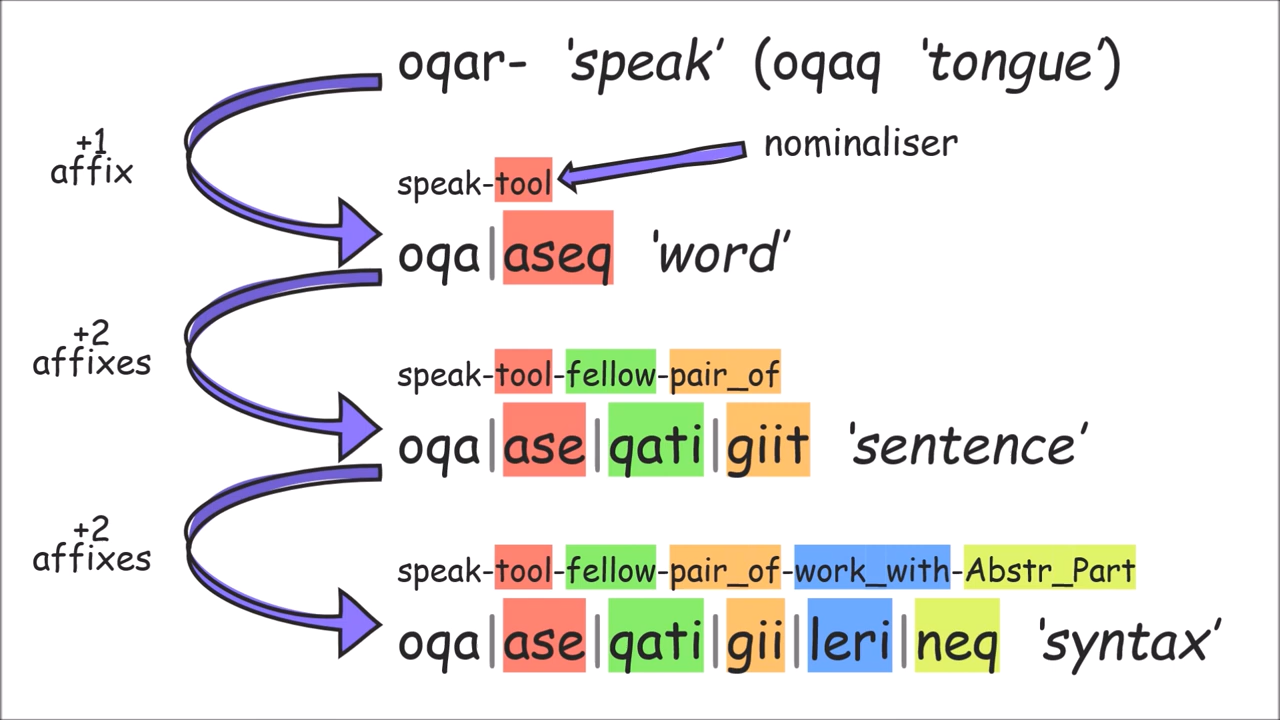 oqar- ‘speak’ (oqaq ‘tongue’)
+1
affix
nominaliser
speak-tool
oqa|aseq ‘word’
+2
affixes
speak-tool-fellow-pair_of
oqa|ase|qati|giit ‘sentence’
+2
affixes
speak-tool-fellow-pair_of-work_with-Abstr_Part
oqa|ase|qati|gii|leri|neq ‘syntax’